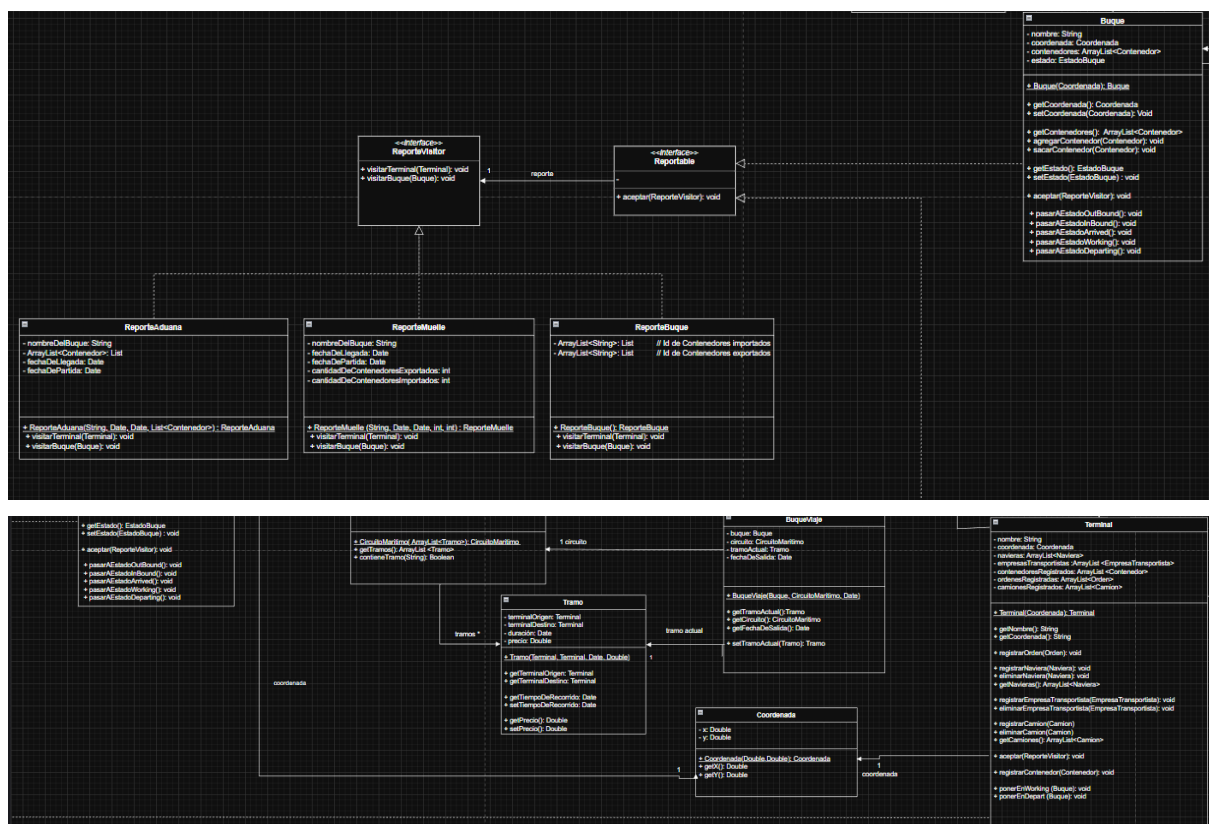 Buque
- nombre: String
- coordenada: Coordenada
- contenedores: ArrayList<Contenedor>
- estado: EstadoBuque
+ Buque(Coordenada): Buque
+ getCoordenada(): Coordenada
+ setCoordenada(Coordenada): Void
+ getContenedores(): ArrayList<Contenedor>
+ agregarContenedor(Contenedor): void
+ sacarContenedor(Contenedor): void
+ getEstado(): EstadoBuque
+ setEstado(EstadoBuque) : void
+ aceptar(ReporteVisitor): void
+ pasarAEstadoOutBound(): void
+ pasarAEstadoInBound(): void
+ pasarAEstadoArrived(): void
+ pasarAEstadoWorking(): void
+ pasarAEstadoDeparting(): void
<<Interface>>
ReporteVisitor
+ visitarTerminal(Terminal): void
+ visitarBuque(Buque): void
1
reporte
<<Interface>>
Reportable
-
+ aceptar(ReporteVisitor): void
ReporteAduana
- nombreDelBuque: String
- ArrayList<Contenedor>: List
- fechaDeLlegada: Date
- fechaDePartida: Date
+ ReporteAduana(String, Date, Date, List<Contenedor>) : ReporteAduana
+ visitarTerminal(Terminal): void
+ visitarBuque(Buque): void
ReporteMuelle
- nombreDelBuque: String
- fechaDeLlegada: Date
- fechaDePartida: Date
- cantidadDeContenedoresExportados: int
- cantidadDeContenedoresImportados: int
+ ReporteMuelle (String, Date, Date, int, int) : ReporteMuelle
+ visitarTerminal(Terminal): void
+ visitarBuque(Buque): void
ReporteBuque
- ArrayList<String>: List // Id de Contenedores importados
- ArrayList<String>: List // Id de Contenedores exportados
+ ReporteBuque(): ReporteBuque
+ visitarTerminal(Terminal): void
+ visitarBuque(Buque): void
+ getEstado(): EstadoBuque
+ setEstado(EstadoBuque) : void
+ aceptar(ReporteVisitor): void
+ pasarAEstadoOutBound(): void
+ pasarAEstadoInBound(): void
+ pasarAEstadoArrived(): void
+ pasarAEstadoWorking(): void
+ pasarAEstadoDeparting(): void
+ CircuitoMaritimo( ArrayList<Tramo>): CircuitoMaritimo
+ getTramos(): ArrayList <Tramo>
+ contieneTramo(String): Boolean
1 circuito
BuqueViaje
- buque: Buque
- circuito: CircuitoMaritimo
- tramoActual: Tramo
- fechaDeSalida: Date
+ BuqueViaje(Buque, CircuitoMaritimo, Date)
+ getTramoActual():Tramo
+ getCircuito(): CircuitoMaritimo
+ getFechaDeSalida(): Date
+ setTramoActual(Tramo): Tramo
Tramo
- terminalOrigen: Terminal
- terminalDestino: Terminal
- duración: Date
- precio: Double
+ Tramo(Terminal, Terminal, Date, Double)
+ getTerminalOrigen: Terminal
+ getTerminalDestino: Terminal
+ getTiempoDeRecorrido: Date
+ setTiempoDeRecorrido: Date
+ getPrecio(): Double
+ setPrecio(): Double
tramos *
tramo actual
1
coordenada
1
Coordenada
- x: Double
- y: Double
+ Coordenada(Double,Double): Coordenada
+ getX(): Double
+ getY(): Double
1
coordenada
Terminal
- nombre: String
- coordenada: Coordenada
- navieras: ArrayList<Naviera>
- empresasTransportistas :ArrayList <EmpresaTransportista>
- contenedoresRegistrados: ArrayList <Contenedor>
- ordenesRegistradas: ArrayList<Orden>
- camionesRegistrados: ArrayList<Camion>
+ Terminal(Coordenada): Terminal
+ getNombre(): String
+ getCoordenada(): String
+ registrarOrden(Orden): void
+ registrarNaviera(Naviera): void
+ eliminarNaviera(Naviera): void
+ getNavieras(): ArrayList<Naviera>
+ registrarEmpresaTransportista(EmpresaTransportista): void
+ eliminarEmpresaTransportista(EmpresaTransportista): void
+ registrarCamion(Camion)
+ eliminarCamion(Camion)
+ getCamiones(): ArrayList<Camion>
+ aceptar(ReporteVisitor): void
+ registrarContenedor(Contenedor): void
+ ponerEnWorking (Buque): void
+ ponerEnDepart (Buque): void